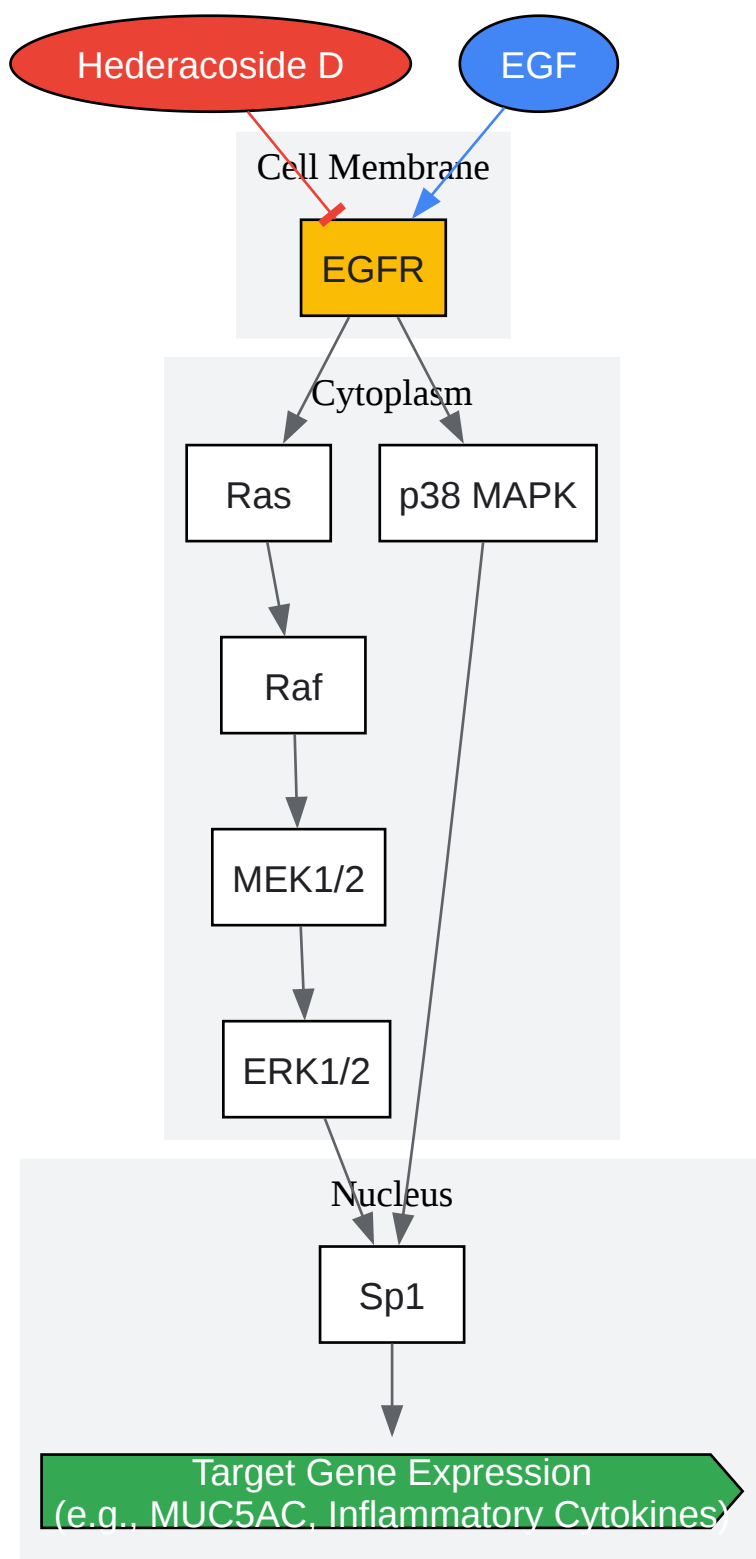 Hederacoside D
EGF
Cell Membrane
EGFR
Cytoplasm
Ras
p38 MAPK
Raf
MEK1/2
ERK1/2
Nucleus
Sp1
Target Gene Expression
(e.g., MUC5AC, Inflammatory Cytokines)